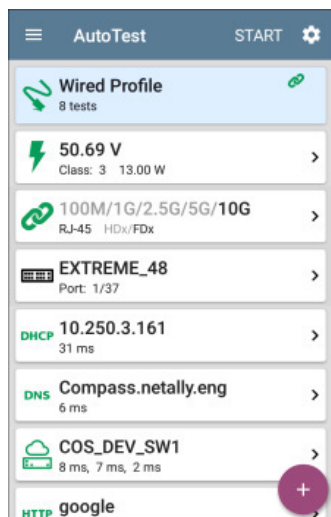 AutoTest START
Wired Profile
8 tests
50.69 V
Class: 3 13.00 W
100M/1G/2.5G/5G/10G
RJ-45 HDx/FDx
EXTREME_48
Port: 1/37
DHCP 10.250.3.161
31 ms
DNS Compass.netally.eng
6 ms
COS_DEV_SW1
8 ms, 7 ms, 2 ms
HTTP google